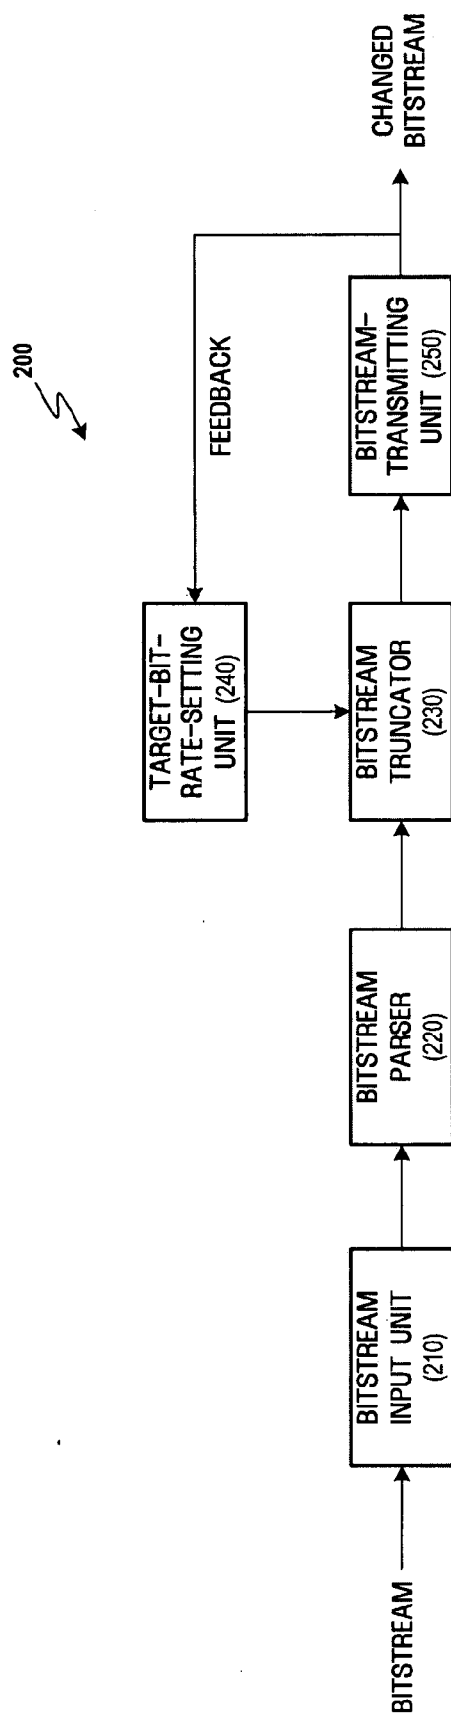 200
FEEDBACK
TARGET-BIT-
RATE-SETTING
UNIT (240)
BITSTREAM
BITSTREAM
INPUT UNIT
(210)
BITSTREAM
PARSER
(220)
BITSTREAM
TRUNCATOR
(230)
BITSTREAM-
TRANSMITTING
UNIT (250)
CHANGED
BITSTREAM